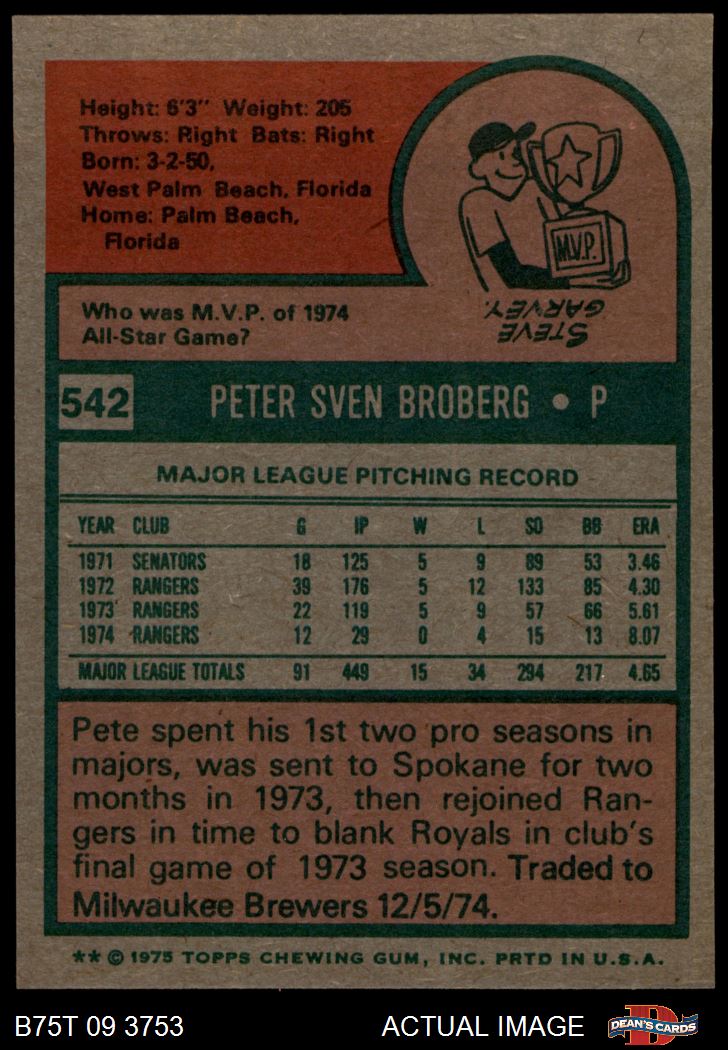 Height: 6'3" Weight: 205
Throws: Right Bats: Right
Born: 3-2-50,
West Palm Beach, Florida
Home: Palm Beach,
Florida
M.V.P.
STEVE
GARVEY.
Who was M.V.P. of 1974
All-Star Game?
542 PETER SVEN BROBERG • P
MAJOR LEAGUE PITCHING RECORD
YEAR CLUB G IP W L SO BB ERA
1971 SENATORS 18 125 5 9 89 53 3.46
1972 RANGERS 39 176 5 12 133 85 4.30
1973 RANGERS 22 119 5 9 57 66 5.61
1974 RANGERS 12 29 0 4 15 13 8.07
MAJOR LEAGUE TOTALS 91 449 15 34 294 217 4.65
Pete spent his 1st two pro seasons in
majors, was sent to Spokane for two
months in 1973, then rejoined Ran-
gers in time to blank Royals in club's
final game of 1973 season. Traded to
Milwaukee Brewers 12/5/74.
** © 1975 TOPPS CHEWING GUM, INC. PRTD IN U.S.A.
B75T 09 3753 ACTUAL IMAGE D DEAN'S CARDS